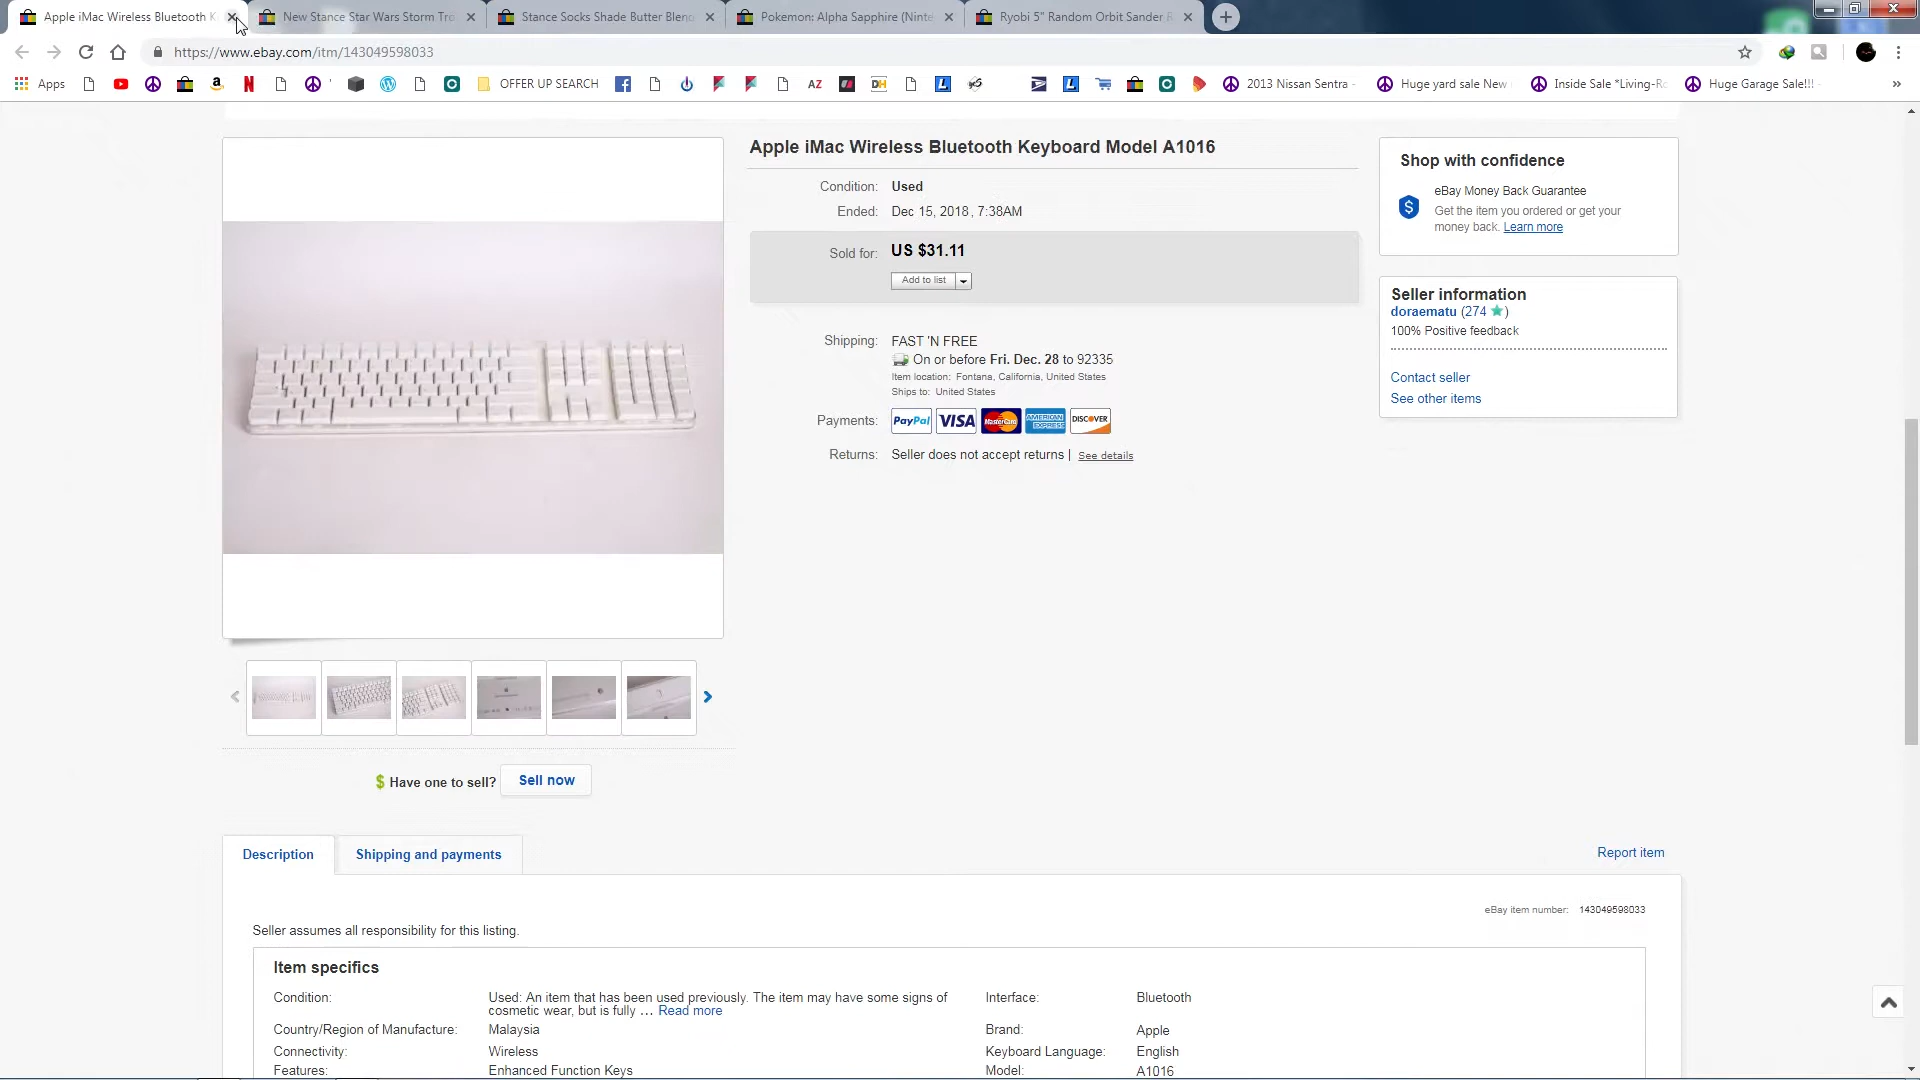 Apple iMac Wireless Bluetooth K
New Stance Star Wars Storm Tro
Stance Socks Shade Butter Blend
Pokemon: Alpha Sapphire (Ninte
Ryobi 5" Random Orbit Sander R
https://www.ebay.com/itm/143049598033
Apps
OFFER UP SEARCH
AZ
DH
2013 Nissan Sentra -
Huge yard sale New
Inside Sale *Living-Ro
Huge Garage Sale!!! -
»
Apple iMac Wireless Bluetooth Keyboard Model A1016
Condition: Used
Ended: Dec 15, 2018 , 7:38AM
Sold for: US $31.11
Add to list
Shipping: FAST 'N FREE
On or before Fri. Dec. 28 to 92335
Item location: Fontana, California, United States
Ships to: United States
Payments: PayPal VISA MasterCard AMERICAN EXPRESS DISCOVER
Returns: Seller does not accept returns | See details
Shop with confidence
eBay Money Back Guarantee
Get the item you ordered or get your
money back. Learn more
Seller information
doraematu (274 ★)
100% Positive feedback
Contact seller
See other items
Have one to sell? Sell now
Description
Shipping and payments
Report item
eBay item number: 143049598033
Seller assumes all responsibility for this listing.
Item specifics
Condition: Used: An item that has been used previously. The item may have some signs of
cosmetic wear, but is fully … Read more
Interface: Bluetooth
Country/Region of Manufacture: Malaysia
Brand: Apple
Connectivity: Wireless
Keyboard Language: English
Features: Enhanced Function Keys
Model: A1016